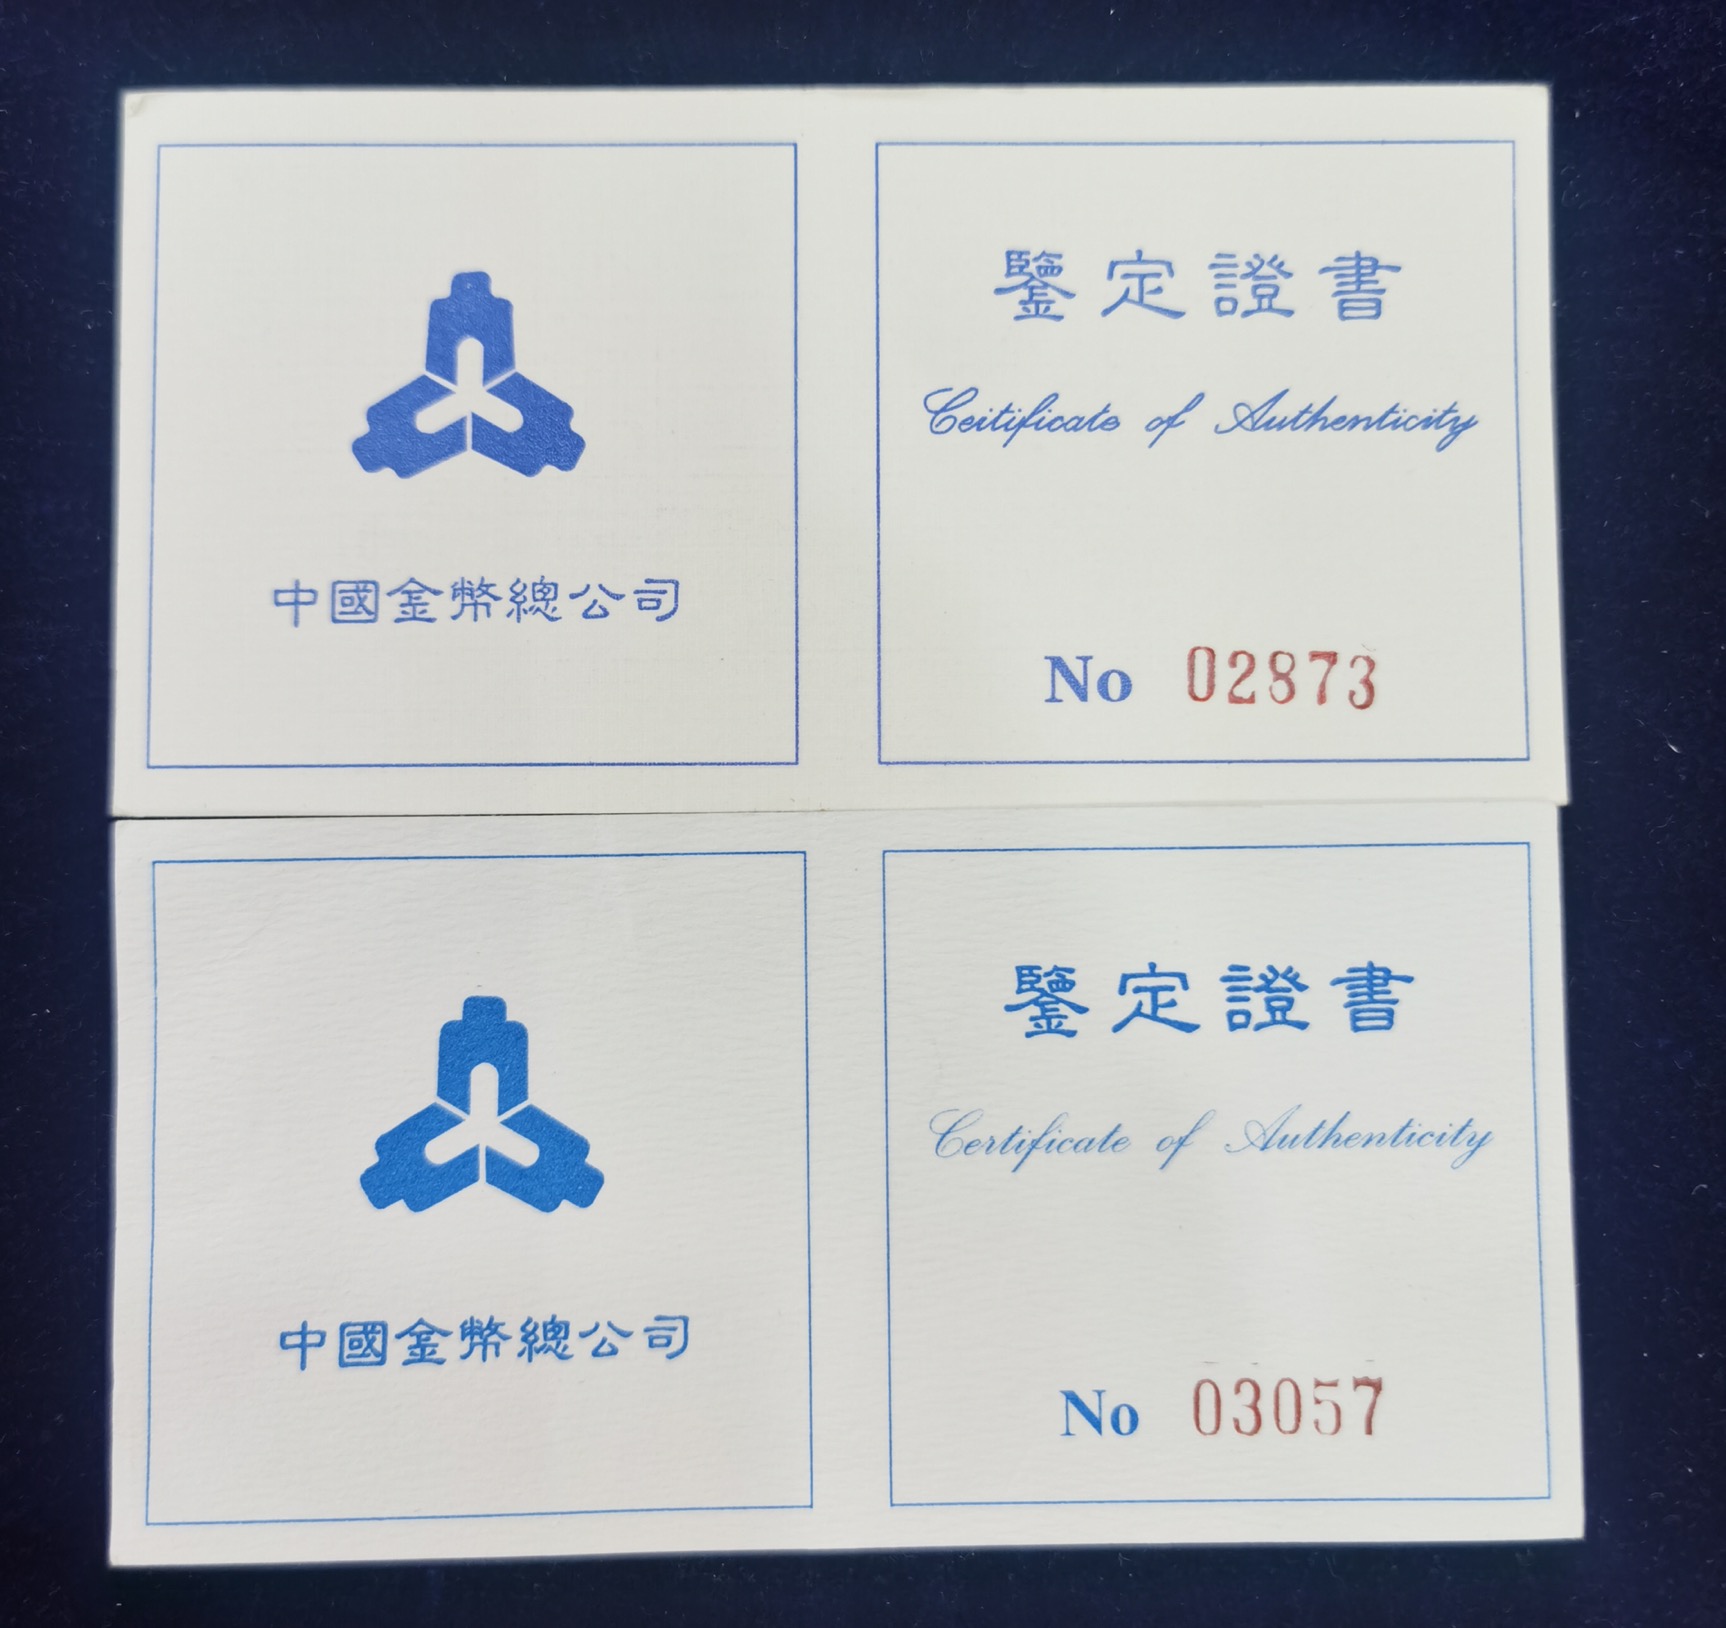 鑒定證書
Ceitificate of Authenticity
中國金幣總公司
No 02873
鑒定證書
Certificate of Authenticity
中國金幣總公司
No 03057